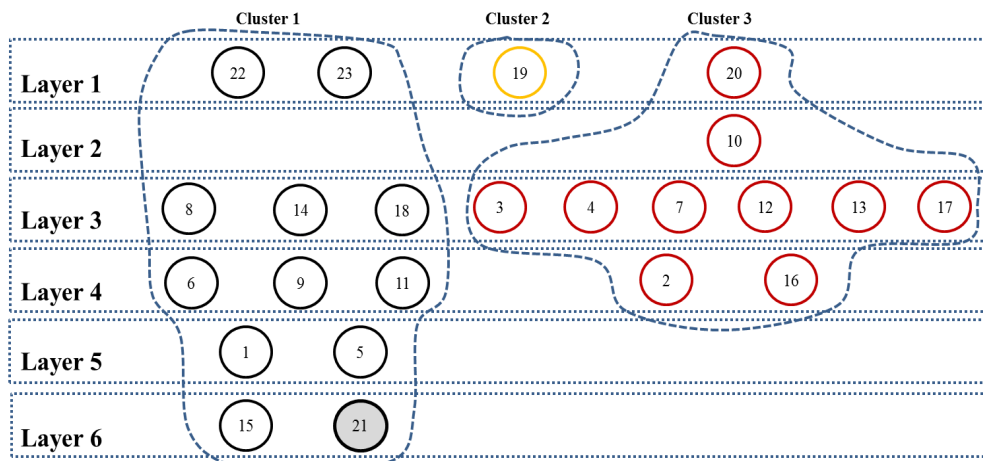 Cluster 1 Cluster 2 Cluster 3
Layer 1 22 23 19 20
Layer 2 10
Layer 3 8 14 18 3 4 7 12 13 17
Layer 4 6 9 11 2 16
Layer 5 1 5
Layer 6 15 21